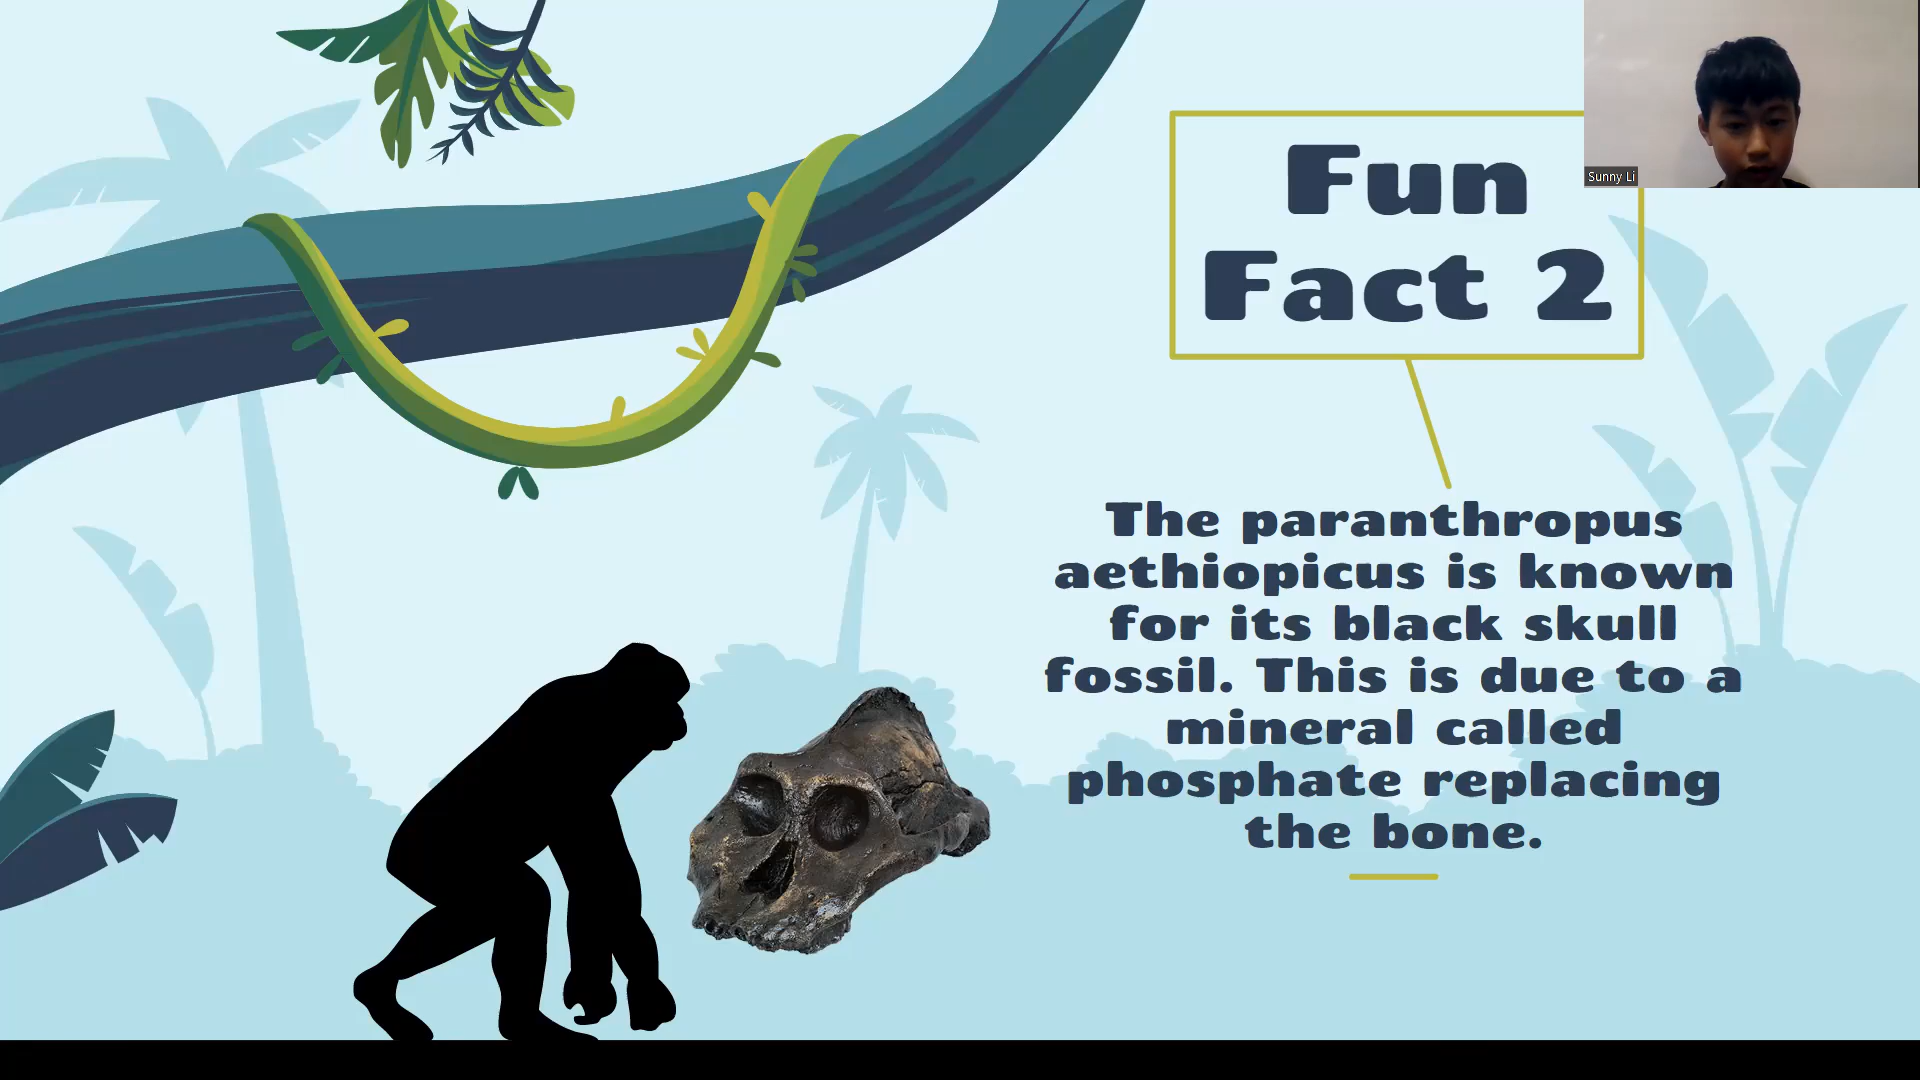 Fun
Fact 2
Sunny Li
The paranthropus
aethiopicus is known
for its black skull
fossil. This is due to a
mineral called
phosphate replacing
the bone.